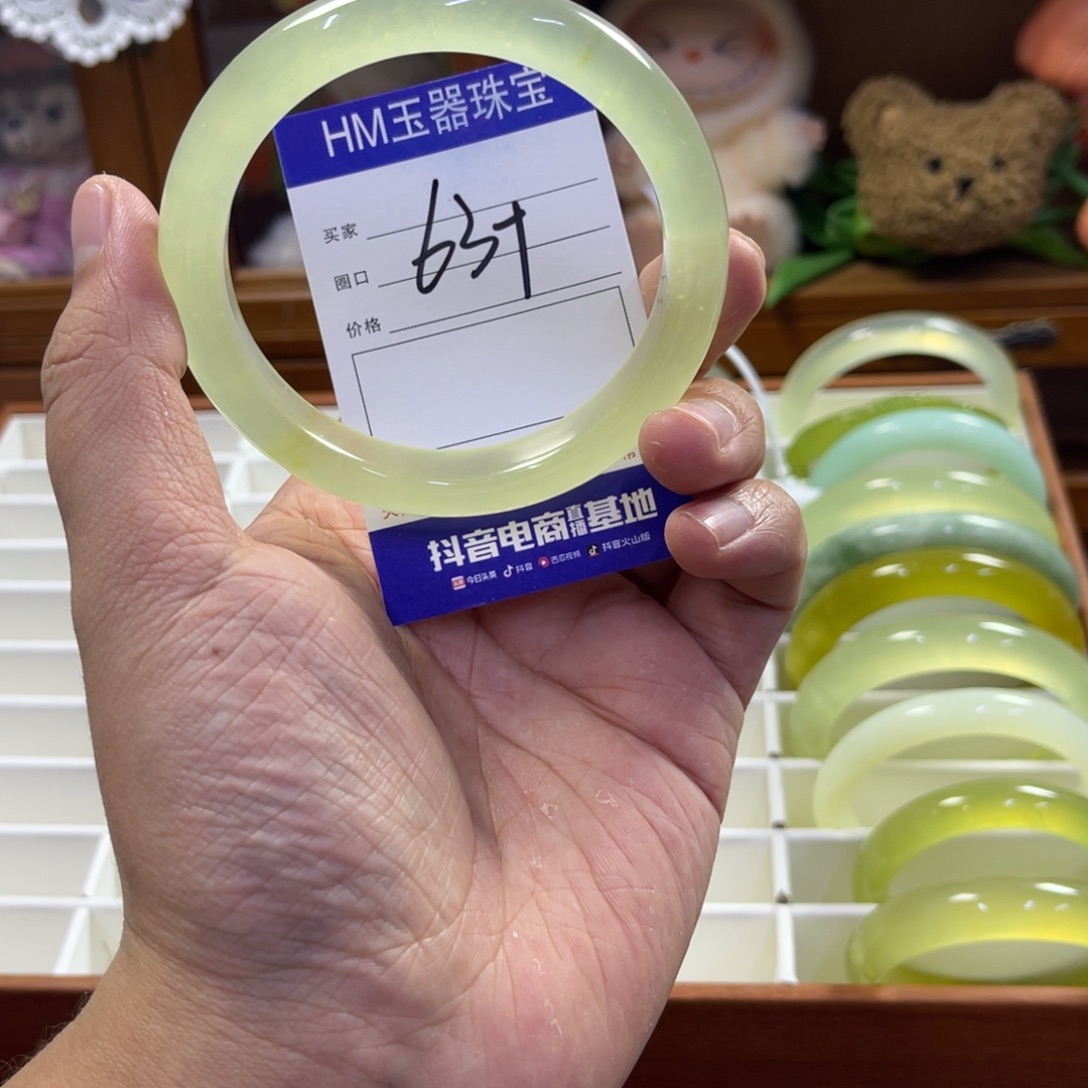 HM玉器珠宝
买家
圈口 63+
价格
抖音电商直播基地
今日头条 抖音 西瓜视频 抖音火山版